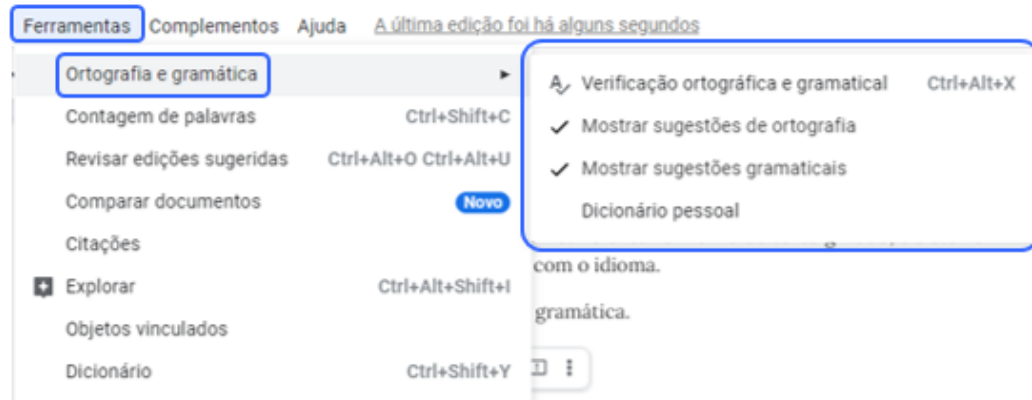 Ferramentas Complementos Ajuda A última edição foi há alguns segundos
Ortografia e gramática
Contagem de palavras Ctrl+Shift+C
Revisar edições sugeridas Ctrl+Alt+O Ctrl+Alt+U
Comparar documentos Novo
Citações
Explorar Ctrl+Alt+Shift+I
Objetos vinculados
Dicionário Ctrl+Shift+Y
Verificação ortográfica e gramatical Ctrl+Alt+X
Mostrar sugestões de ortografia
Mostrar sugestões gramaticais
Dicionário pessoal
com o idioma.
gramática.